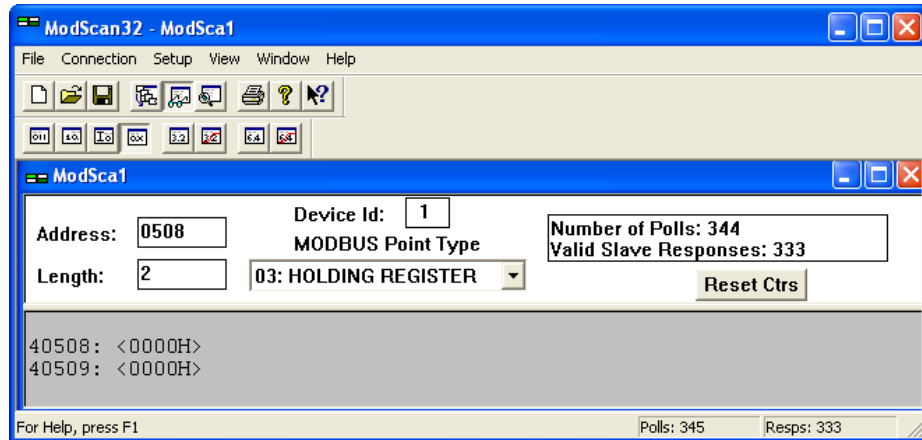 ModScan32 - ModSca1
File Connection Setup View Window Help
ModSca1
Address: 0508
Device Id: 1
MODBUS Point Type
Length: 2
03: HOLDING REGISTER
Number of Polls: 344
Valid Slave Responses: 333
Reset Ctrs
40508: <0000H>
40509: <0000H>
For Help, press F1
Polls: 345
Resps: 333